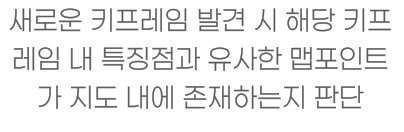 새로운 키프레임 발견 시 해당 키프
레임 내 특징점과 유사한 맵포인트
가 지도 내에 존재하는지 판단